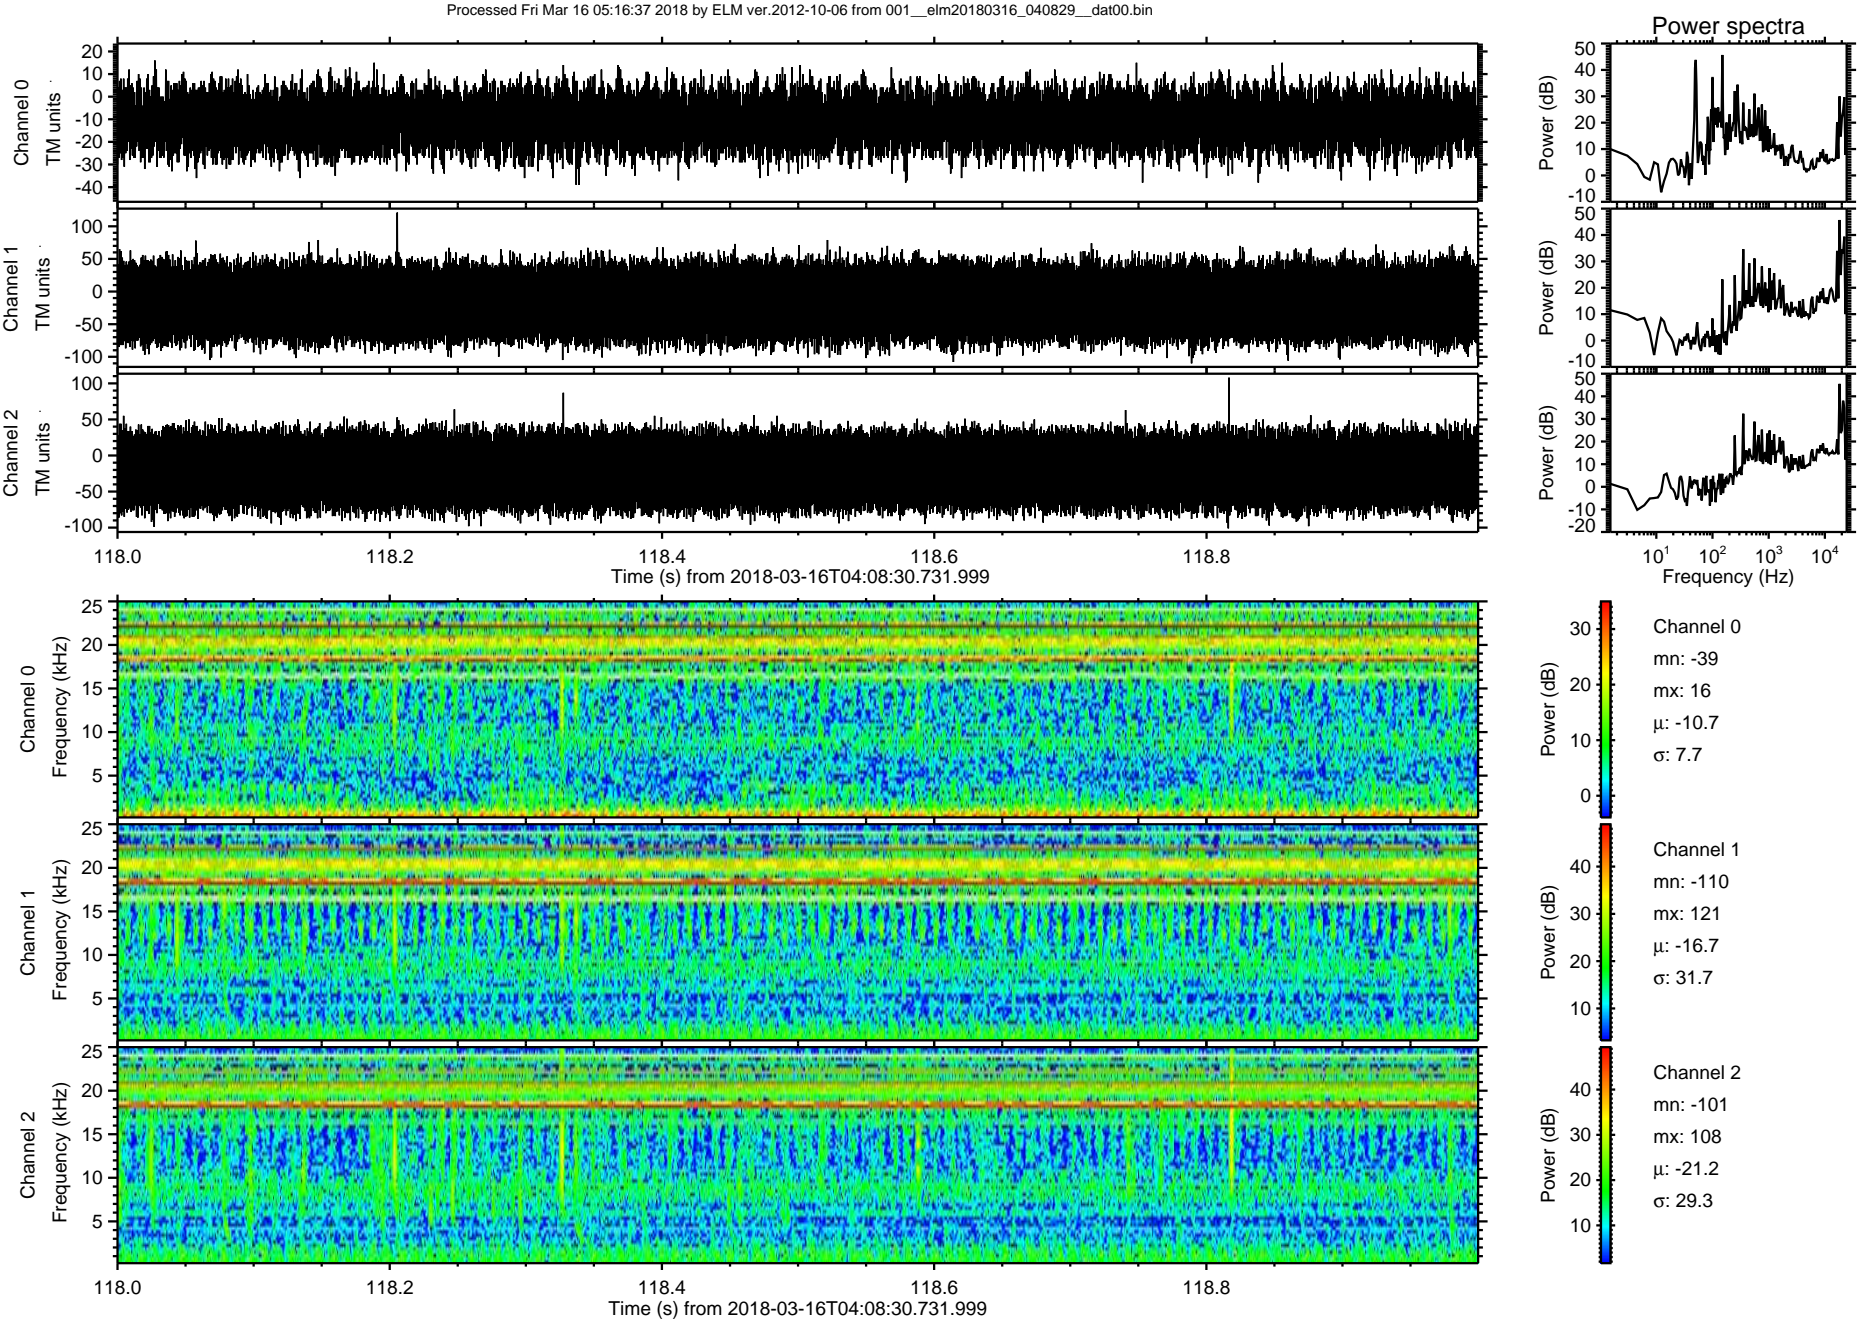 Processed Fri Mar 16 05:16:37 2018 by ELM ver.2012-10-06 from 001__elm20180316_040829__dat00.bin
Power spectra
Channel 0
TM units
20
10
0
-10
-20
-30
-40
Power (dB)
50
40
30
20
10
0
-10
Channel 1
TM units
100
50
0
-50
-100
Power (dB)
50
40
30
20
10
0
-10
Channel 2
TM units
100
50
0
-50
-100
Power (dB)
50
40
30
20
10
0
-10
-20
118.0 118.2 118.4 118.6 118.8
Time (s) from 2018-03-16T04:08:30.731.999
10¹ 10² 10³ 10⁴
Frequency (Hz)
Channel 0
Frequency (kHz)
25
20
15
10
5
Power (dB)
30
20
10
0
Channel 0
mn: -39
mx: 16
μ: -10.7
σ: 7.7
Channel 1
Frequency (kHz)
25
20
15
10
5
Power (dB)
40
30
20
10
Channel 1
mn: -110
mx: 121
μ: -16.7
σ: 31.7
Channel 2
Frequency (kHz)
25
20
15
10
5
Power (dB)
40
30
20
10
Channel 2
mn: -101
mx: 108
μ: -21.2
σ: 29.3
118.0 118.2 118.4 118.6 118.8
Time (s) from 2018-03-16T04:08:30.731.999